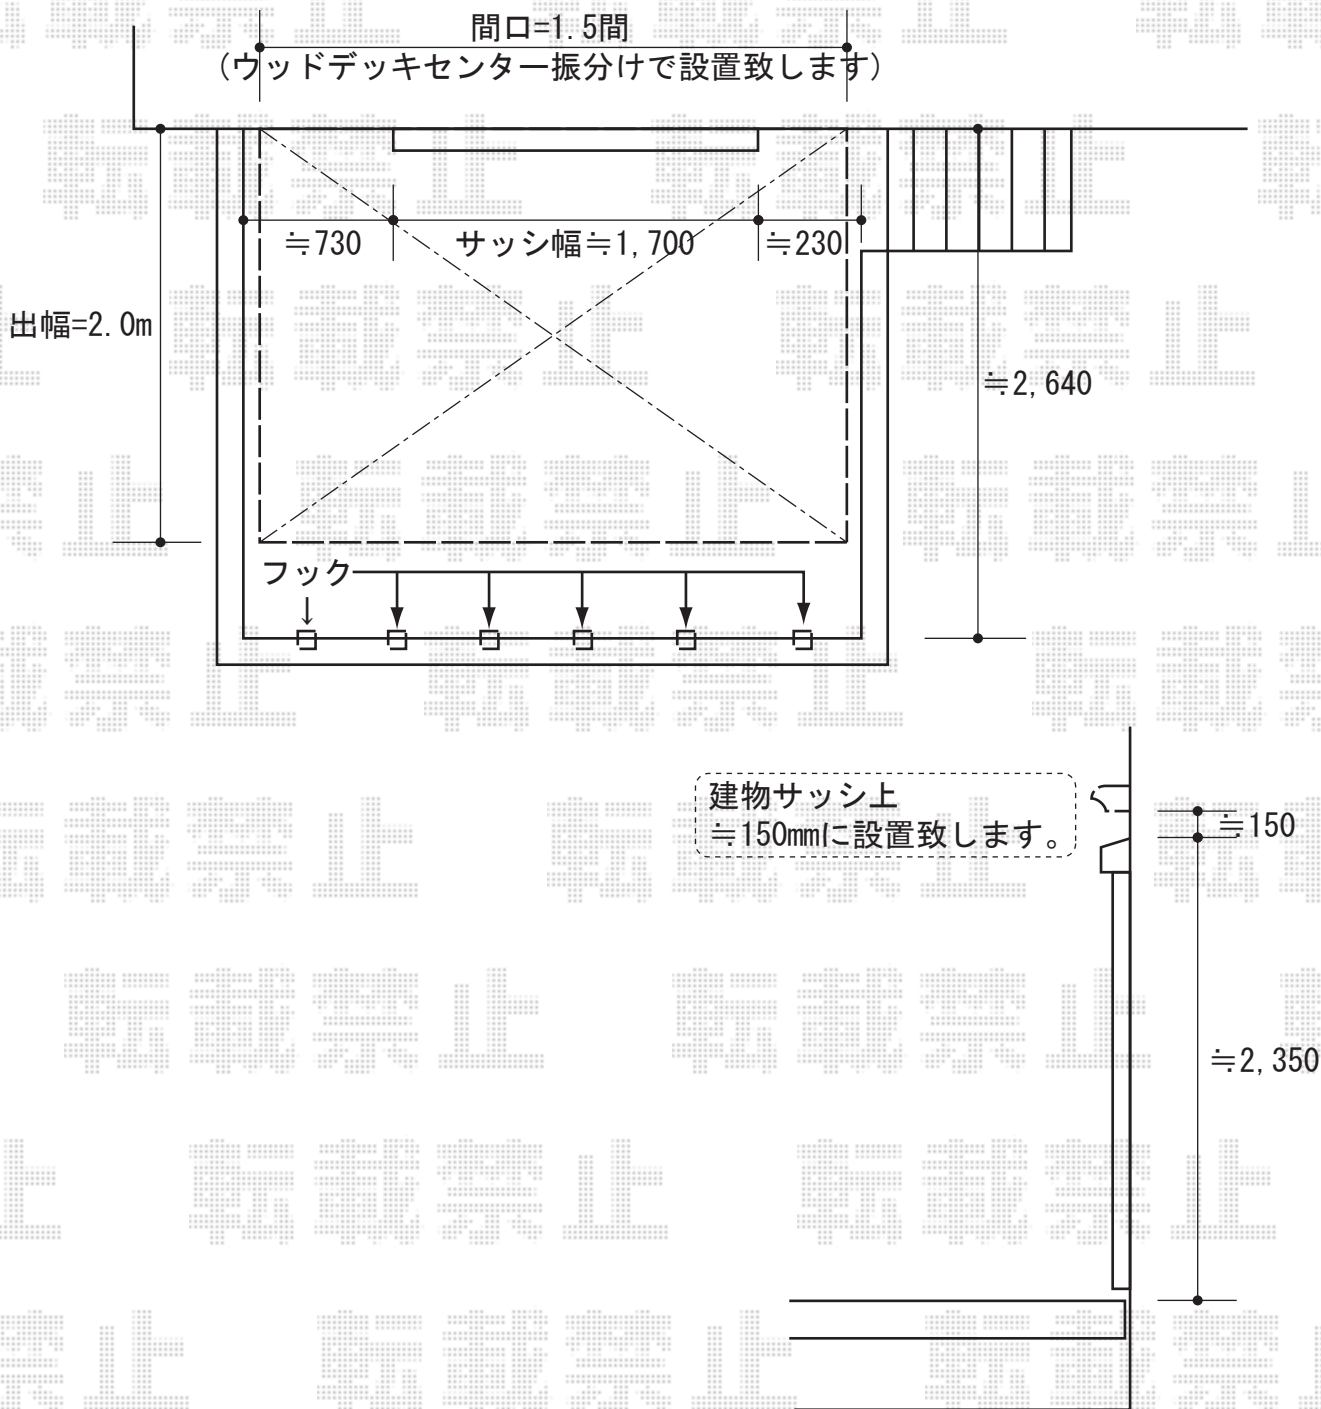 間口=1.5間
(ウッドデッキセンター振分けで設置致します)
≒730
サッシ幅≒1,700
≒230
出幅=2.0m
≒2,640
フック
建物サッシ上
≒150mmに設置致します。
≒150
≒2,350
転載禁止